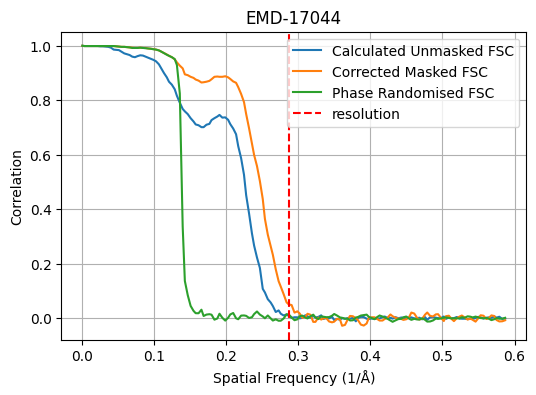 EMD-17044
1.0
0.8
0.6
0.4
0.2
0.0
Correlation
Calculated Unmasked FSC
Corrected Masked FSC
Phase Randomised FSC
resolution
0.0 0.1 0.2 0.3 0.4 0.5 0.6
Spatial Frequency (1/Å)